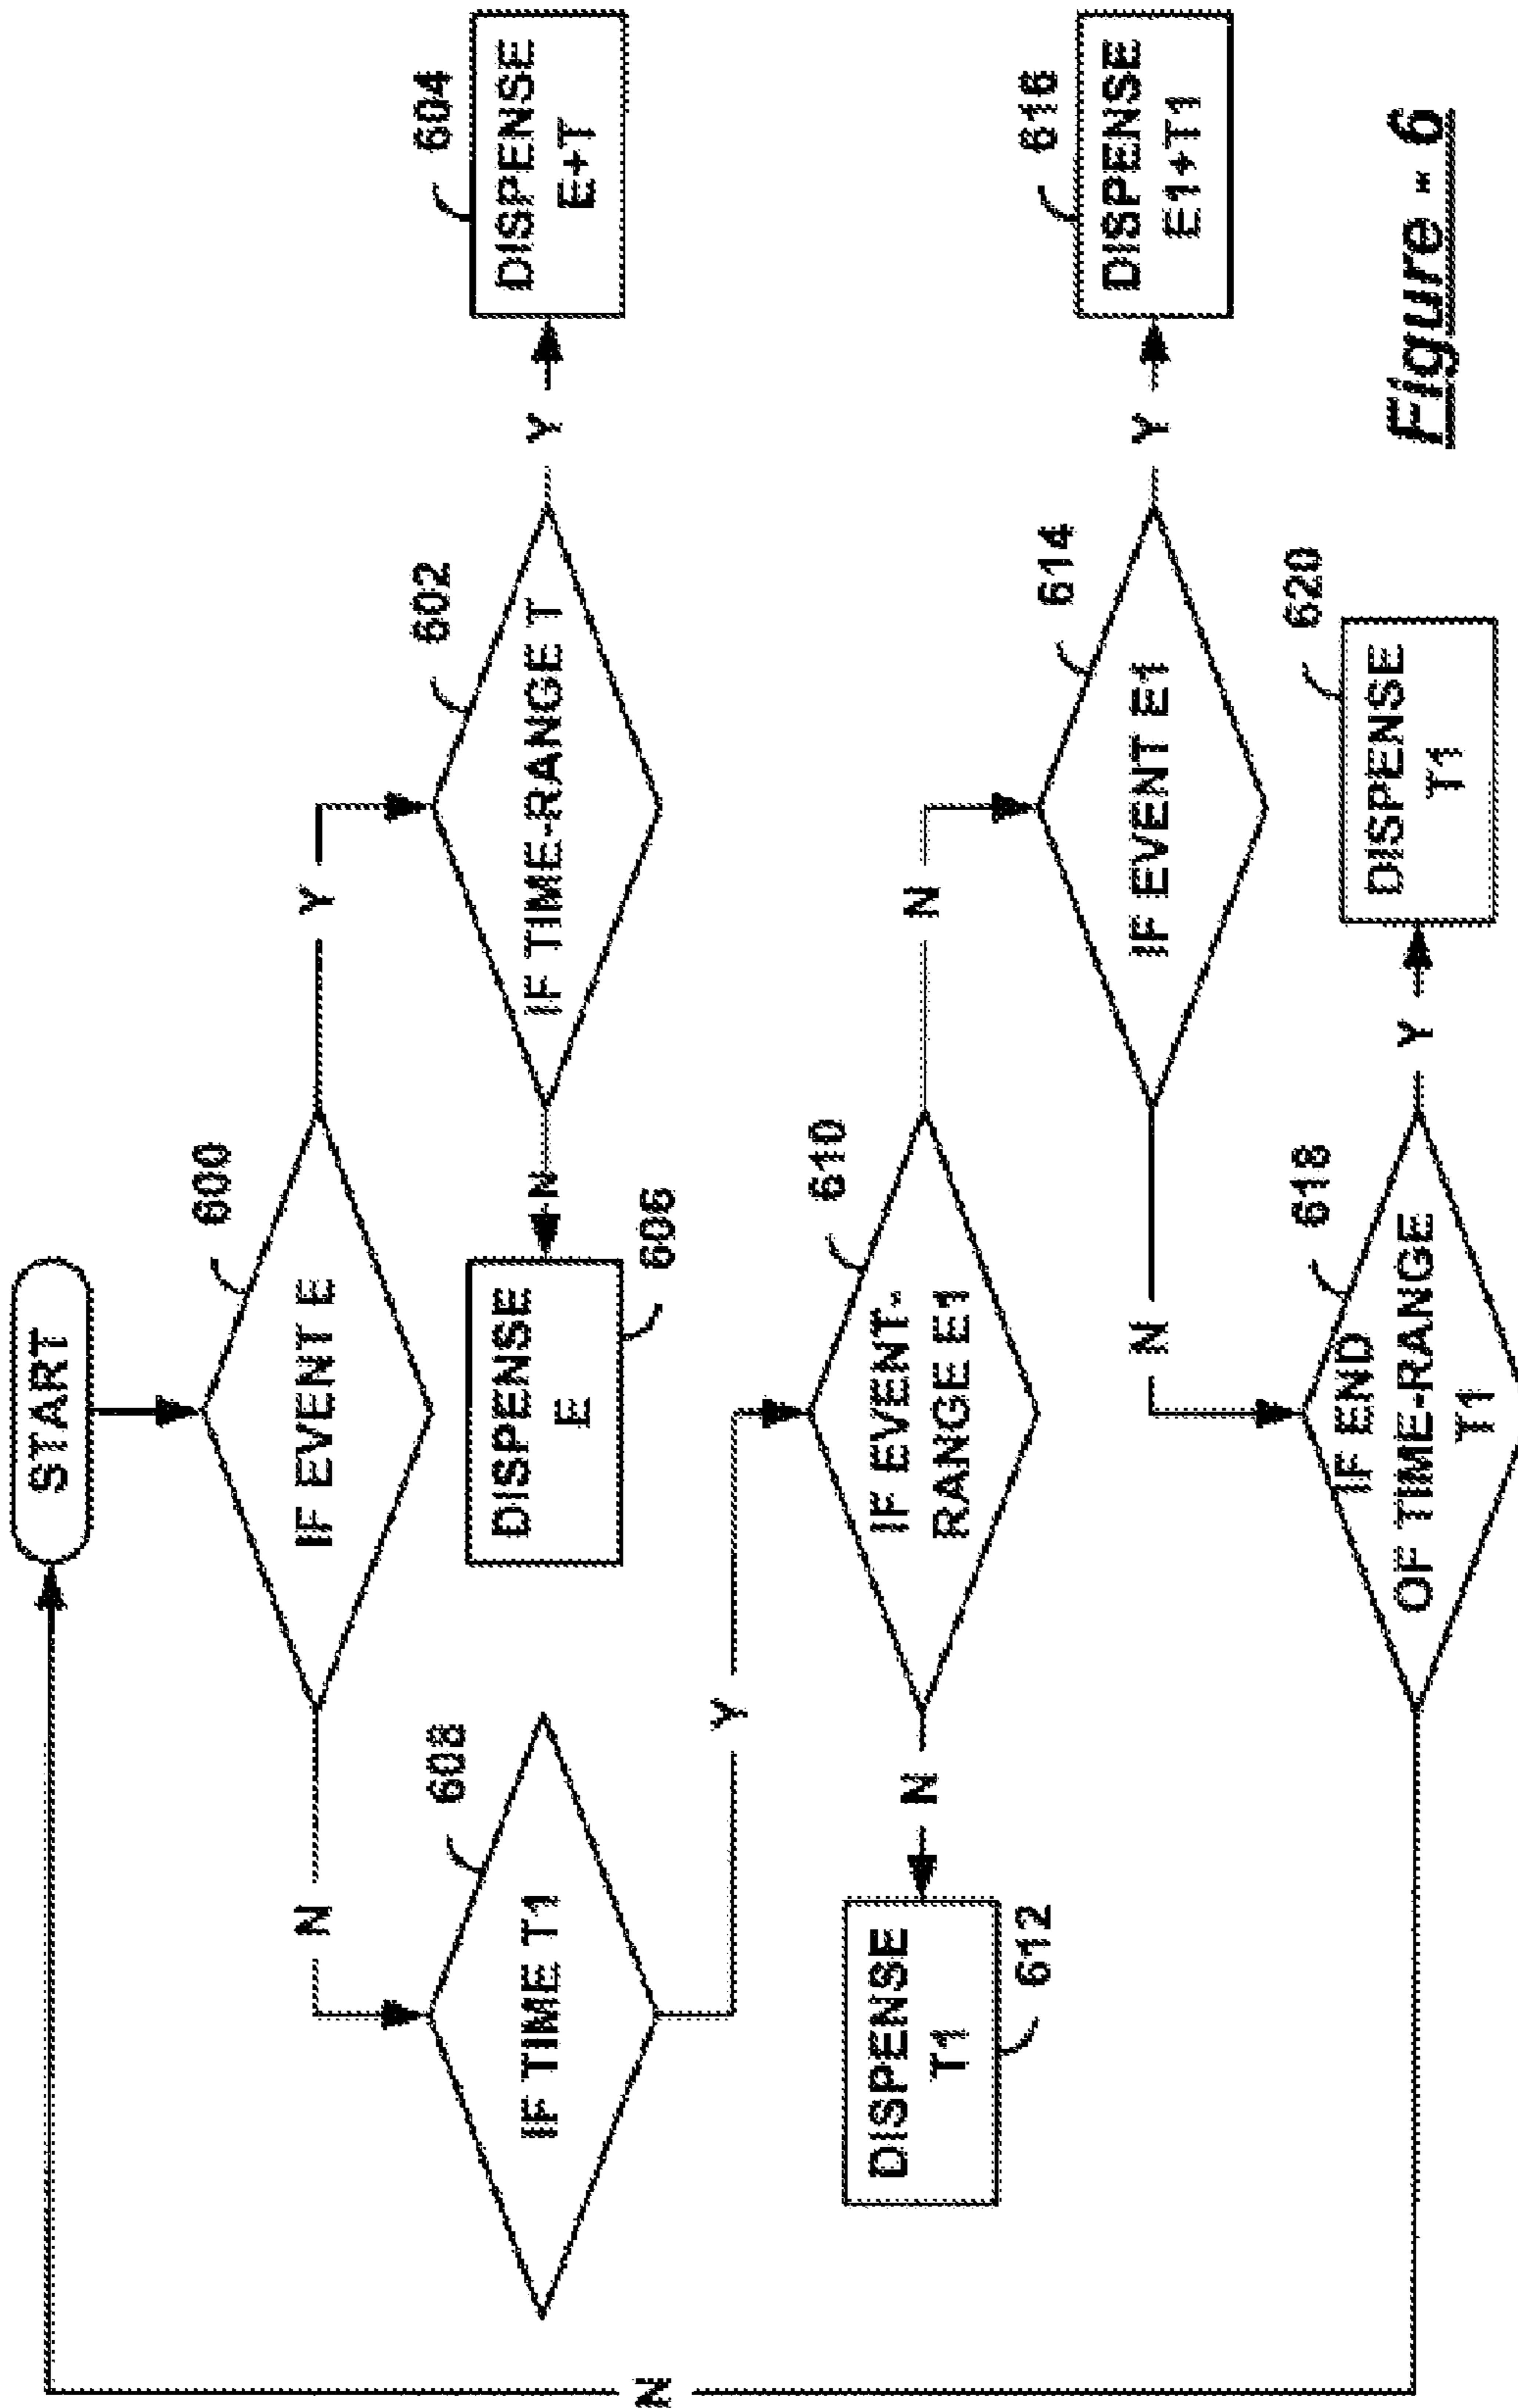 START
600
IF EVENT E
Y
N
602
IF TIME-RANGE T
Y
604
DISPENSE
E+T
N
DISPENSE
E
606
608
IF TIME T1
Y
610
IF EVENT-
RANGE E1
N
N
DISPENSE
T1
612
614
IF EVENT E1
Y
616
DISPENSE
E1+T1
N
618
IF END
OF TIME-RANGE
T1
Y
620
DISPENSE
T1
N
Figure - 6